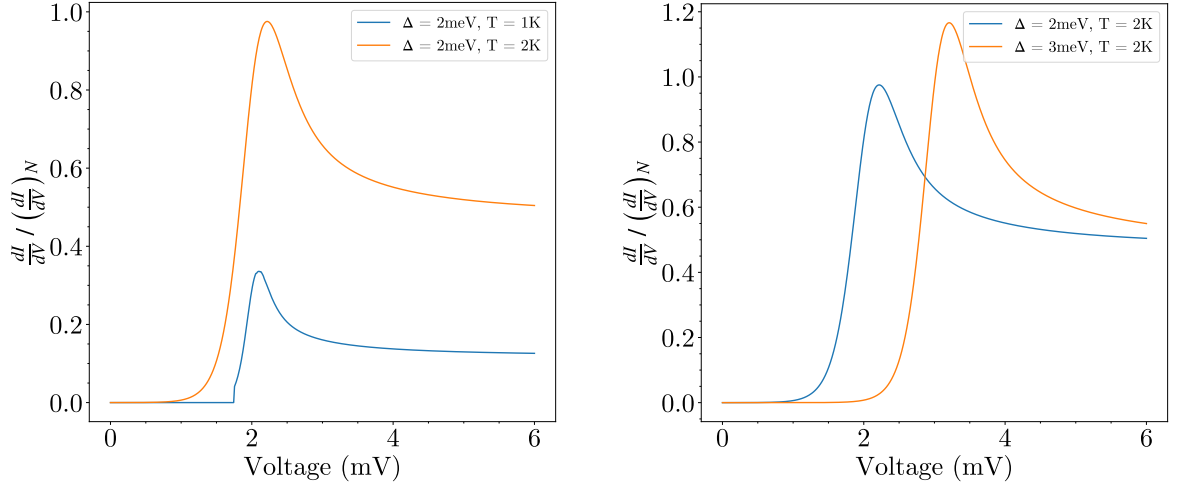 1.0
0.8
0.6
0.4
0.2
0.0
0 2 4 6
Voltage (mV)
dI/dV / (dI/dV)N
Δ = 2meV, T = 1K
Δ = 2meV, T = 2K
1.2
1.0
0.8
0.6
0.4
0.2
0.0
0 2 4 6
Voltage (mV)
dI/dV / (dI/dV)N
Δ = 2meV, T = 2K
Δ = 3meV, T = 2K